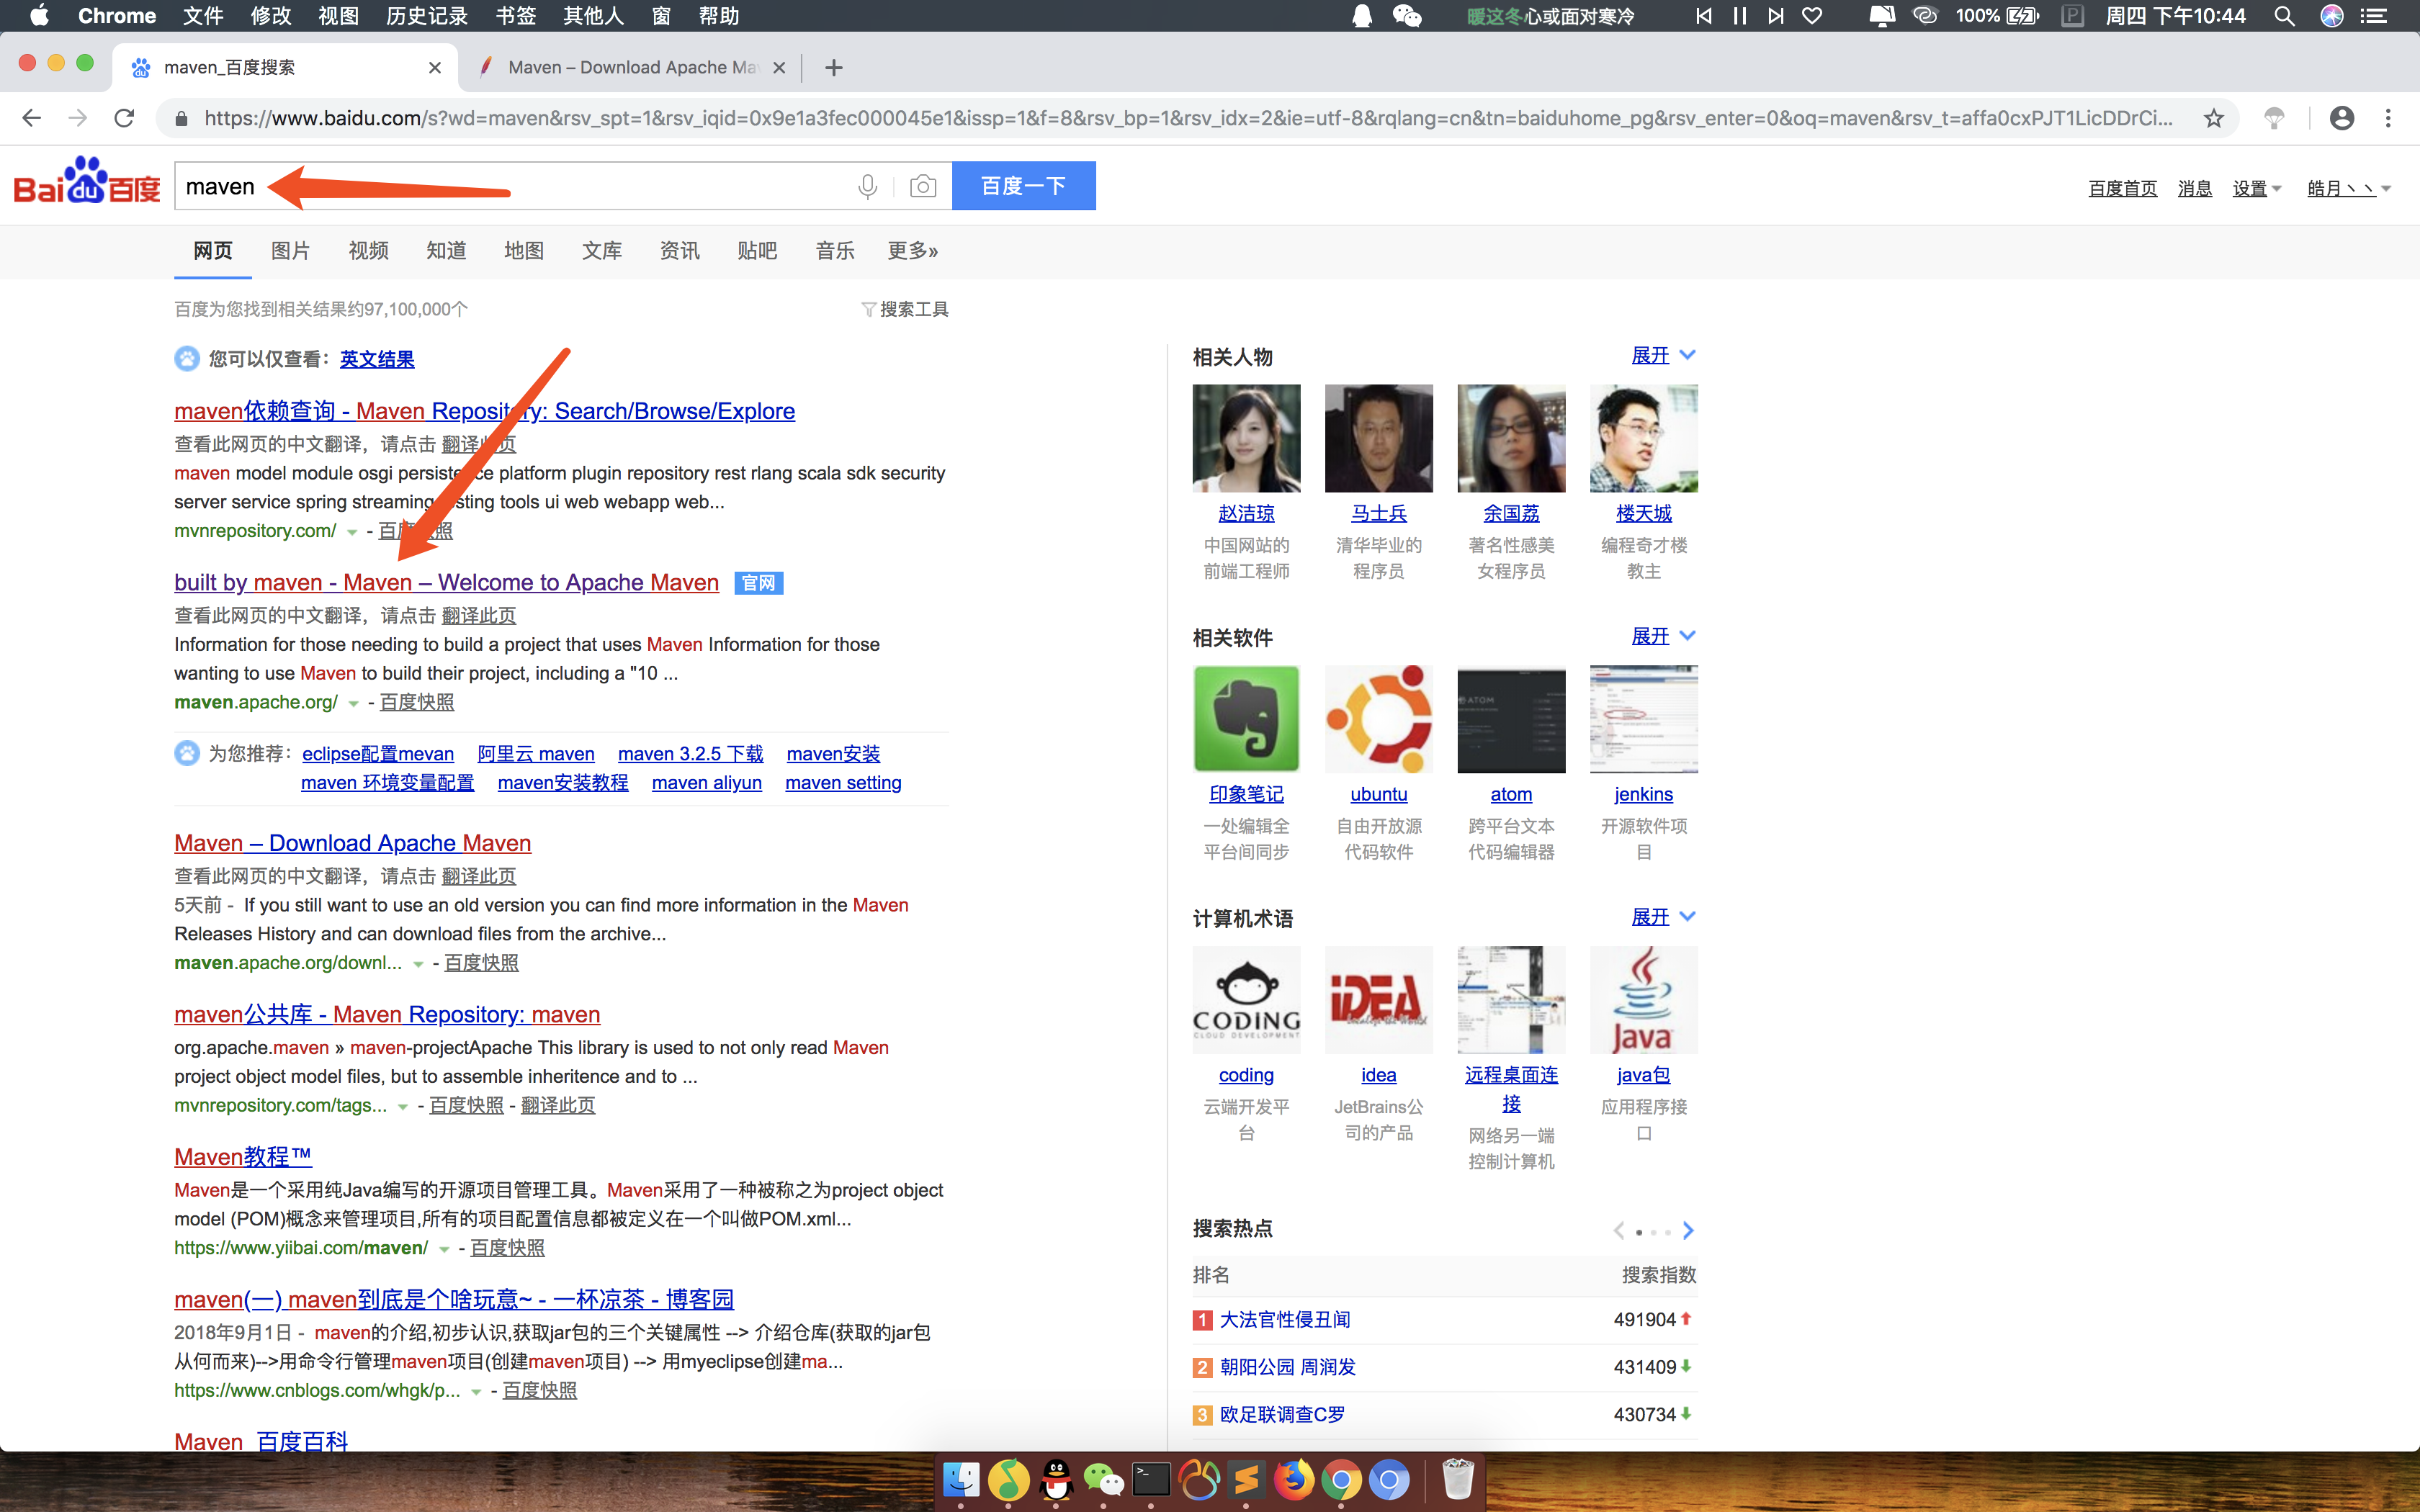 Chrome 文件 修改 视图 历史记录 书签 其他人 窗 帮助
暖这冬心或面对寒冷 100% P 周四 下午10:44
maven_百度搜索
Maven – Download Apache Ma
https://www.baidu.com/s?wd=maven&rsv_spt=1&rsv_iqid=0x9e1a3fec000045e1&issp=1&f=8&rsv_bp=1&rsv_idx=2&ie=utf-8&rqlang=cn&tn=baiduhome_pg&rsv_enter=0&oq=maven&rsv_t=affa0cxPJT1LicDDrCi...
Baidu百度 maven 百度一下
百度首页 消息 设置 皓月丶丶
网页 图片 视频 知道 地图 文库 资讯 贴吧 音乐 更多»
百度为您找到相关结果约97,100,000个 搜索工具
您可以仅查看：英文结果
maven依赖查询 - Maven Repository: Search/Browse/Explore
查看此网页的中文翻译，请点击 翻译此页
maven model module osgi persistence platform plugin repository rest rlang scala sdk security
server service spring streaming testing tools ui web webapp web...
mvnrepository.com/ - 百度快照
built by maven - Maven – Welcome to Apache Maven 官网
查看此网页的中文翻译，请点击 翻译此页
Information for those needing to build a project that uses Maven Information for those
wanting to use Maven to build their project, including a "10 ...
maven.apache.org/ - 百度快照
为您推荐： eclipse配置mevan 阿里云 maven maven 3.2.5 下载 maven安装
maven 环境变量配置 maven安装教程 maven aliyun maven setting
Maven – Download Apache Maven
查看此网页的中文翻译，请点击 翻译此页
5天前 - If you still want to use an old version you can find more information in the Maven
Releases History and can download files from the archive...
maven.apache.org/downl... - 百度快照
maven公共库 - Maven Repository: maven
org.apache.maven » maven-projectApache This library is used to not only read Maven
project object model files, but to assemble inheritence and to ...
mvnrepository.com/tags... - 百度快照 - 翻译此页
Maven教程™
Maven是一个采用纯Java编写的开源项目管理工具。Maven采用了一种被称之为project object
model (POM)概念来管理项目,所有的项目配置信息都被定义在一个叫做POM.xml...
https://www.yiibai.com/maven/ - 百度快照
maven(一) maven到底是个啥玩意~ - 一杯凉茶 - 博客园
2018年9月1日 - maven的介绍,初步认识,获取jar包的三个关键属性 --> 介绍仓库(获取的jar包
从何而来)-->用命令行管理maven项目(创建maven项目) --> 用myeclipse创建ma...
https://www.cnblogs.com/whgk/p... - 百度快照
Maven_百度百科
相关人物 展开
赵洁琼 马士兵 余国荔 楼天城
中国网站的 清华毕业的 著名性感美 编程奇才楼
前端工程师 程序员 女程序员 教主
相关软件 展开
ATOM
印象笔记 ubuntu atom jenkins
一处编辑全 自由开放源 跨平台文本 开源软件项
平台间同步 代码软件 代码编辑器 目
计算机术语 展开
CODING IDEA Java
CLOUD DEVELOPMENT
coding idea 远程桌面连 java包
接
云端开发平 JetBrains公 网络另一端 应用程序接
台 司的产品 控制计算机 口
搜索热点
排名 搜索指数
1 大法官性侵丑闻 491904
2 朝阳公园 周润发 431409
3 欧足联调查C罗 430734